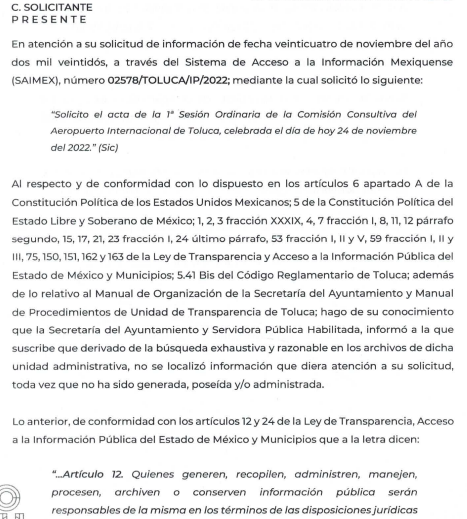 C. SOLICITANTE
P R E S E N T E
En atención a su solicitud de información de fecha veinticuatro de noviembre del año
dos mil veintidós, a través del Sistema de Acceso a la Información Mexiquense
(SAIMEX), número 02578/TOLUCA/IP/2022; mediante la cual solicitó lo siguiente:
"Solicito el acta de la 1ª Sesión Ordinaria de la Comisión Consultiva del
Aeropuerto Internacional de Toluca, celebrada el día de hoy 24 de noviembre
del 2022." (Sic)
Al respecto y de conformidad con lo dispuesto en los artículos 6 apartado A de la
Constitución Política de los Estados Unidos Mexicanos; 5 de la Constitución Política del
Estado Libre y Soberano de México; 1, 2, 3 fracción XXXIX, 4, 7 fracción I, 8, 11, 12 párrafo
segundo, 15, 17, 21, 23 fracción I, 24 último párrafo, 53 fracción I, II y V, 59 fracción I, II y
III, 75, 150, 151, 162 y 163 de la Ley de Transparencia y Acceso a la Información Pública del
Estado de México y Municipios; 5.41 Bis del Código Reglamentario de Toluca; además
de lo relativo al Manual de Organización de la Secretaría del Ayuntamiento y Manual
de Procedimientos de Unidad de Transparencia de Toluca; hago de su conocimiento
que la Secretaría del Ayuntamiento y Servidora Pública Habilitada, informó a la que
suscribe que derivado de la búsqueda exhaustiva y razonable en los archivos de dicha
unidad administrativa, no se localizó información que diera atención a su solicitud,
toda vez que no ha sido generada, poseída y/o administrada.
Lo anterior, de conformidad con los artículos 12 y 24 de la Ley de Transparencia, Acceso
a la Información Pública del Estado de México y Municipios que a la letra dicen:
"...Artículo 12. Quienes generen, recopilen, administren, manejen,
procesen, archiven o conserven información pública serán
responsables de la misma en los términos de las disposiciones jurídicas